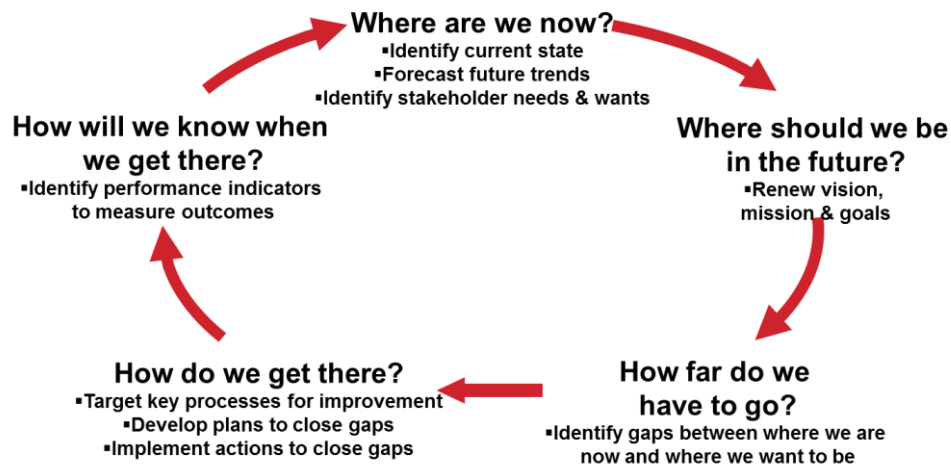 Where are we now?
▪Identify current state
▪Forecast future trends
▪Identify stakeholder needs & wants
Where should we be
in the future?
▪Renew vision,
mission & goals
How far do we
have to go?
▪Identify gaps between where we are
now and where we want to be
How do we get there?
▪Target key processes for improvement
▪Develop plans to close gaps
▪Implement actions to close gaps
How will we know when
we get there?
▪Identify performance indicators
to measure outcomes